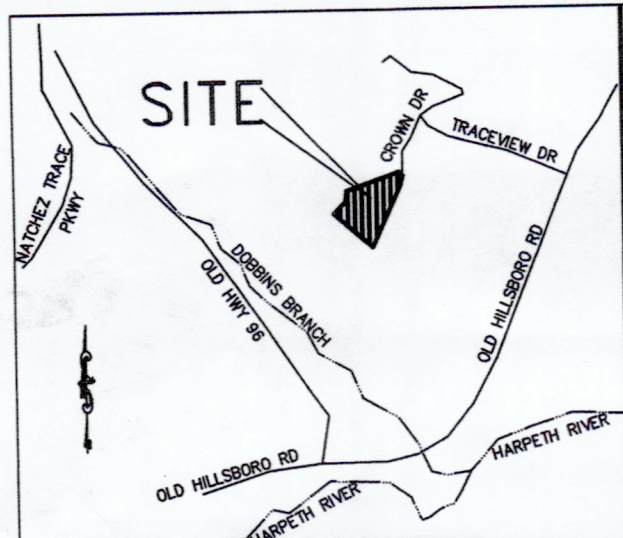 SITE
CROWN DR
TRACEVIEW DR
NATCHEZ TRACE
PKWY
DOBBINS BRANCH
OLD HWY 96
OLD HILLSBORO RD
OLD HILLSBORO RD
HARPETH RIVER
HARPETH RIVER